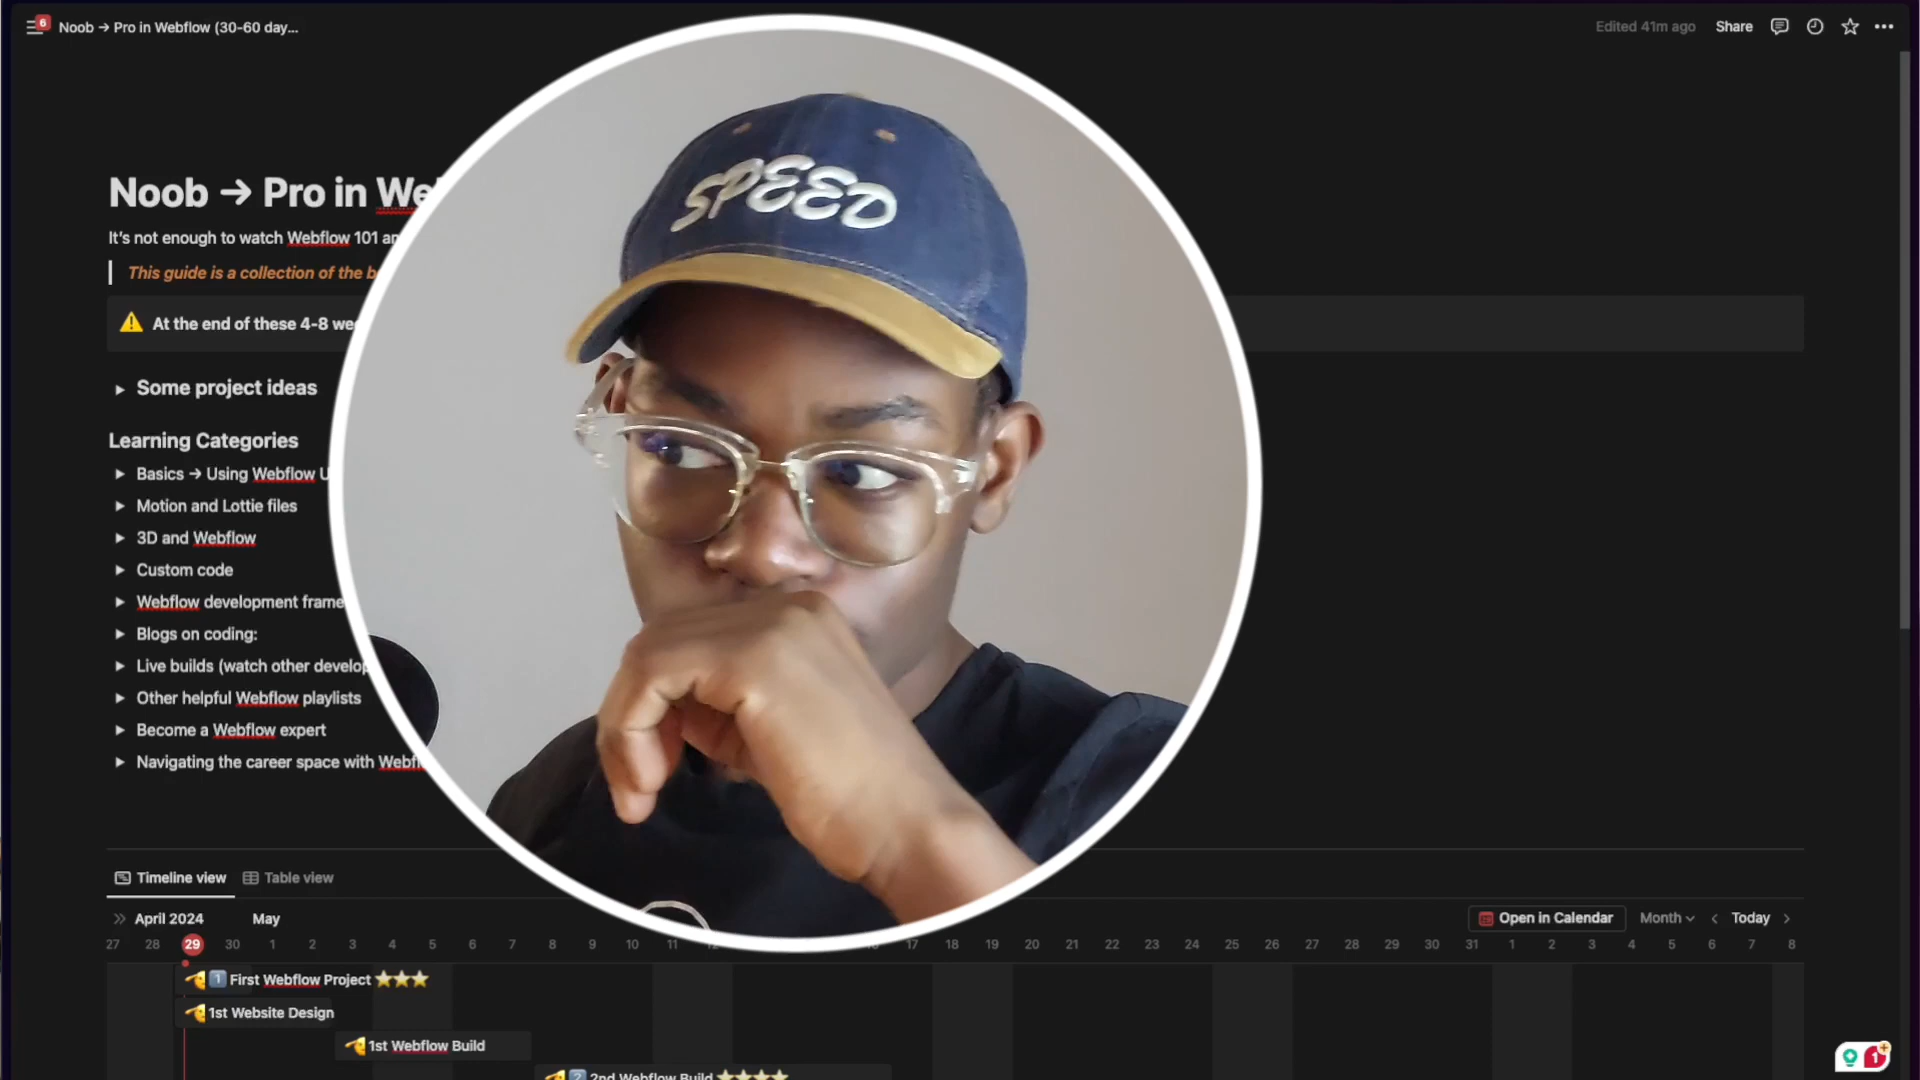 6
Noob → Pro in Webflow (30-60 day...
Edited 41m ago
Share
SPEED
Noob → Pro in We
It's not enough to watch Webflow 101 an
This guide is a collection of the b
At the end of these 4-8 wee
Some project ideas
Learning Categories
Basics → Using Webflow U
Motion and Lottie files
3D and Webflow
Custom code
Webflow development frame
Blogs on coding:
Live builds (watch other develop
Other helpful Webflow playlists
Become a Webflow expert
Navigating the career space with Webfl
Timeline view Table view
April 2024 May
Open in Calendar Month Today
27 28 29 30 1 2 3 4 5 6 7 8 9 10 11 17 18 19 20 21 22 23 24 25 26 27 28 29 30 31 1 2 3 4 5 6 7 8
1 First Webflow Project
1st Website Design
1st Webflow Build
2 2nd Webflow Build
1